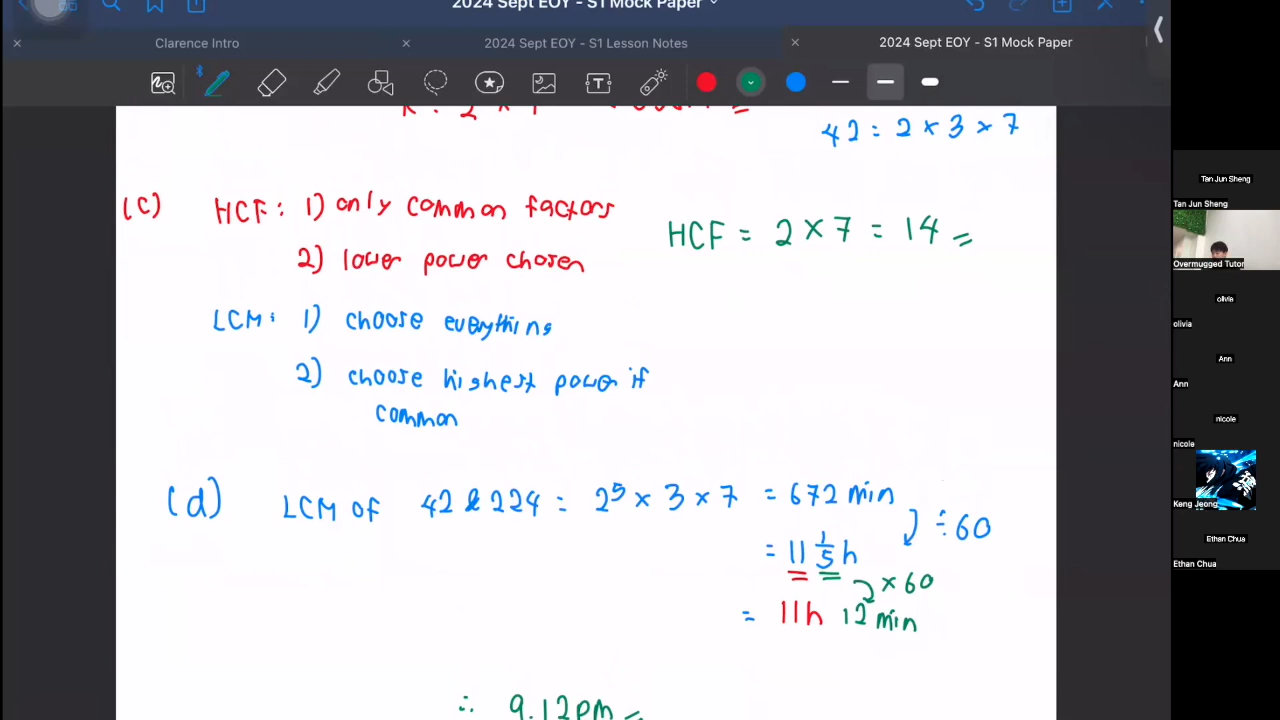 2024 Sept EOY - S1 Mock Paper
Clarence Intro
2024 Sept EOY - S1 Lesson Notes
2024 Sept EOY - S1 Mock Paper
42 = 2 × 3 × 7
(c) HCF: 1) only common factors
HCF = 2 × 7 = 14
2) lower power chosen
LCM: 1) choose everything
2) choose highest power if
common
(d) LCM of 42 & 224 = 2⁵ × 3 × 7 = 672 min
÷ 60
= 11 1/5 h
× 60
= 11h 12 min
∴ 9.12pm
Tan Jun Sheng
Tan Jun Sheng
Overmugged Tutor
olivia
olivia
Ann
Ann
nicole
nicole
Keng Jeong
Ethan Chua
Ethan Chua